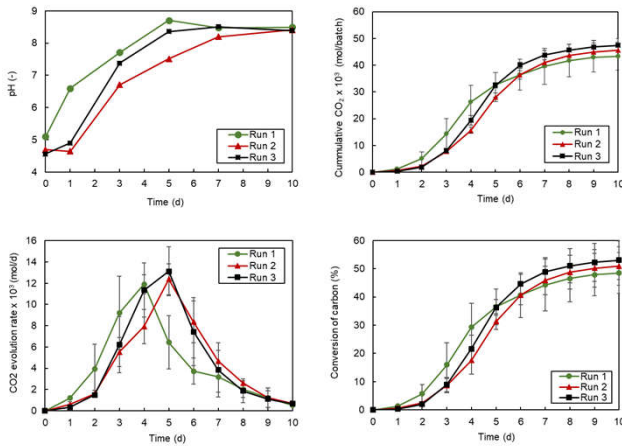 9
8
7
6
5
4
pH (-)
0 1 2 3 4 5 6 7 8 9 10
Time (d)
Run 1
Run 2
Run 3
60
50
40
30
20
10
0
Cummulative CO₂ x 10³ (mol/batch)
0 1 2 3 4 5 6 7 8 9 10
Time (d)
Run 1
Run 2
Run 3
16
14
12
10
8
6
4
2
0
CO2 evolution rate x 10³ (mol/d)
0 1 2 3 4 5 6 7 8 9 10
Time (d)
Run 1
Run 2
Run 3
60
50
40
30
20
10
0
Conversion of carbon (%)
0 1 2 3 4 5 6 7 8 9 10
Time (d)
Run 1
Run 2
Run 3